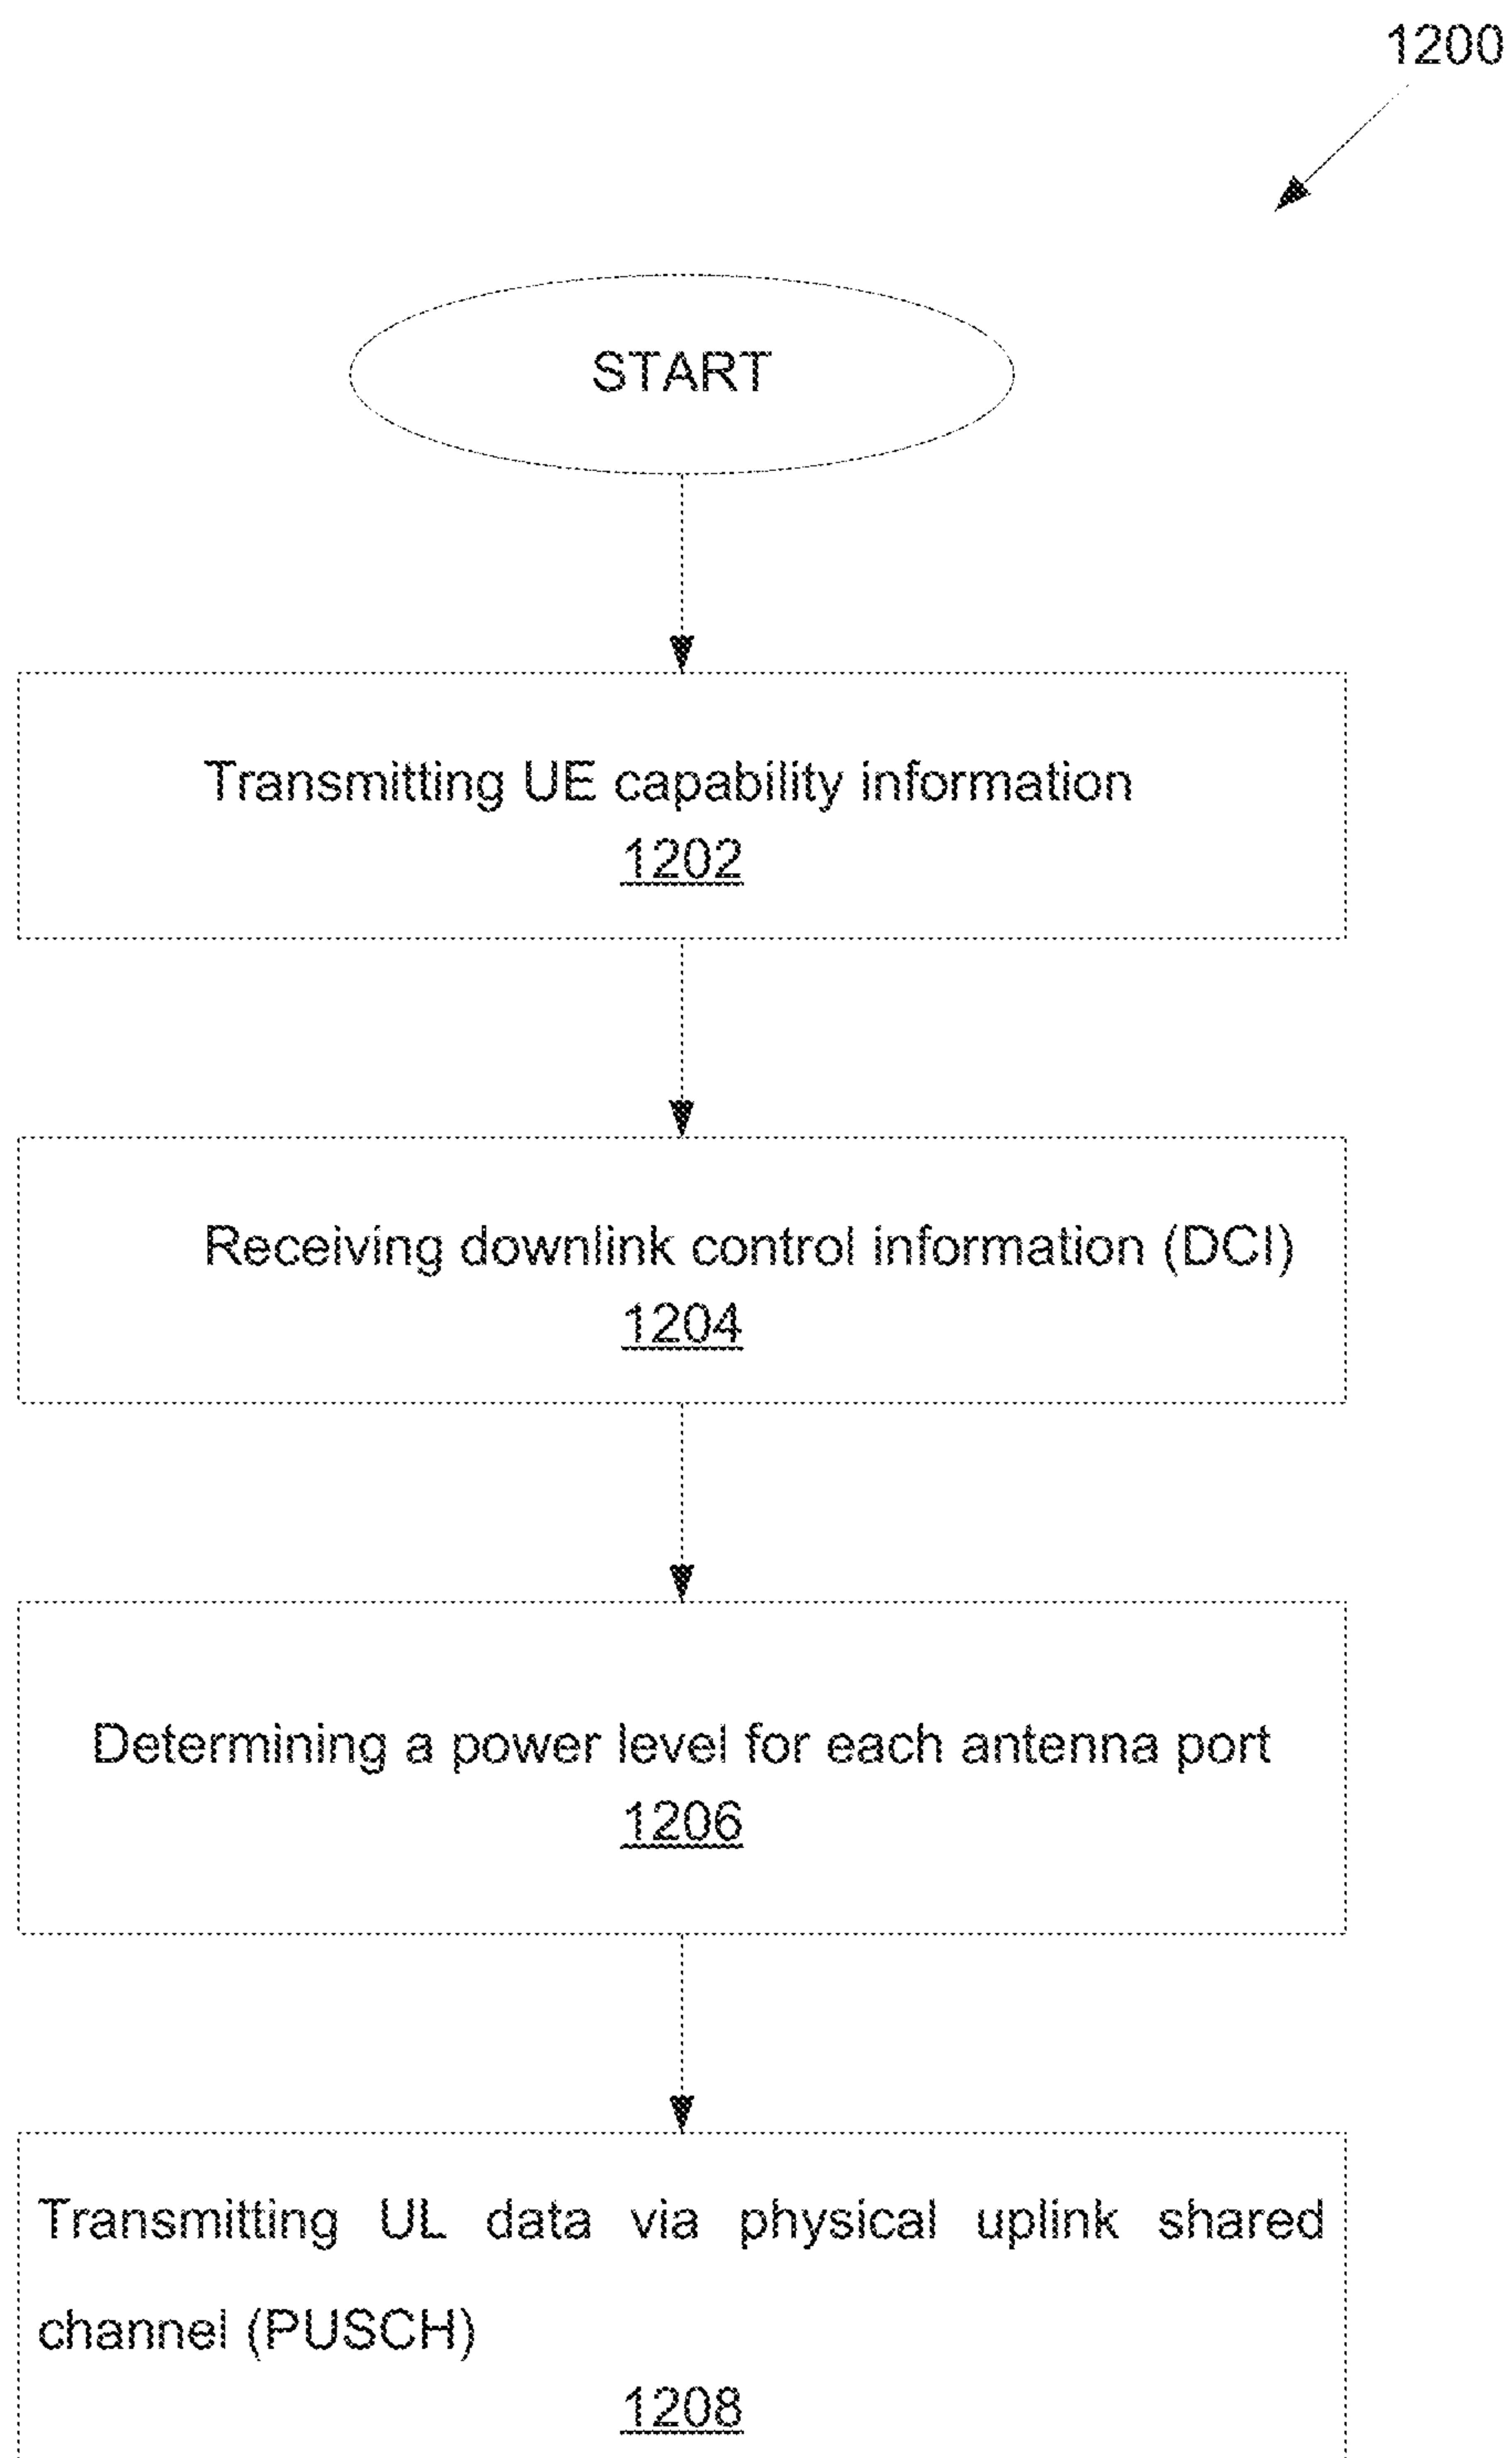 1200
START
Transmitting UE capability information
1202
Receiving downlink control information (DCI)
1204
Determining a power level for each antenna port
1206
Transmitting UL data via physical uplink shared
channel (PUSCH)
1208